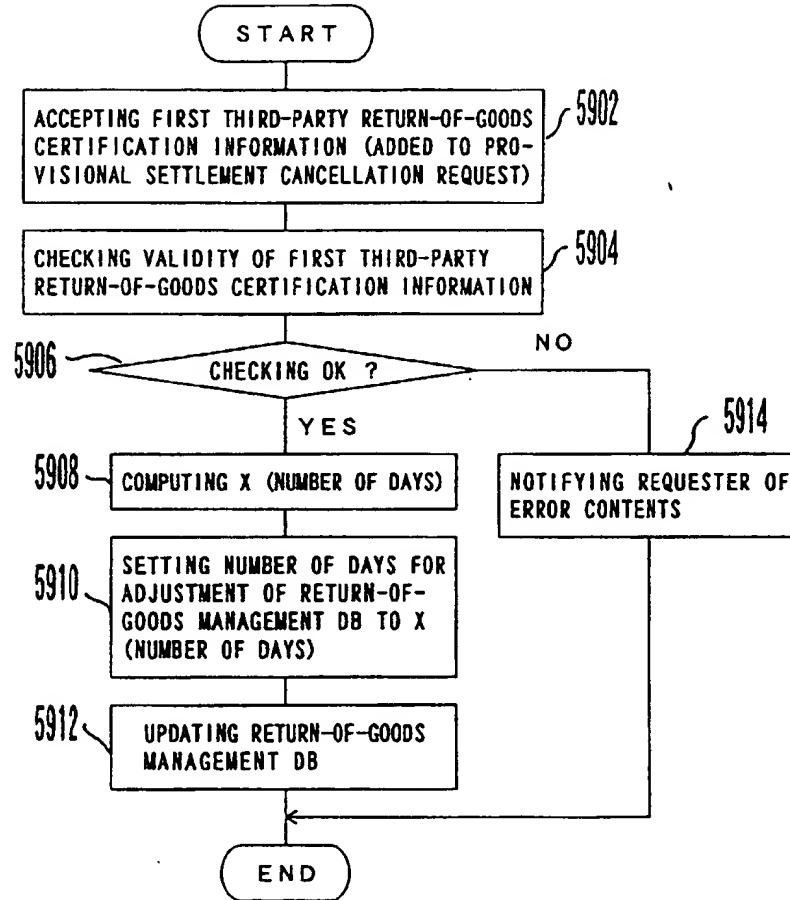 START
ACCEPTING FIRST THIRD-PARTY RETURN-OF-GOODS
CERTIFICATION INFORMATION (ADDED TO PRO-
VISIONAL SETTLEMENT CANCELLATION REQUEST)
5902
CHECKING VALIDITY OF FIRST THIRD-PARTY
RETURN-OF-GOODS CERTIFICATION INFORMATION
5904
5906
CHECKING OK ?
NO
YES
5908
COMPUTING X (NUMBER OF DAYS)
5914
NOTIFYING REQUESTER OF
ERROR CONTENTS
5910
SETTING NUMBER OF DAYS FOR
ADJUSTMENT OF RETURN-OF-
GOODS MANAGEMENT DB TO X
(NUMBER OF DAYS)
5912
UPDATING RETURN-OF-GOODS
MANAGEMENT DB
END